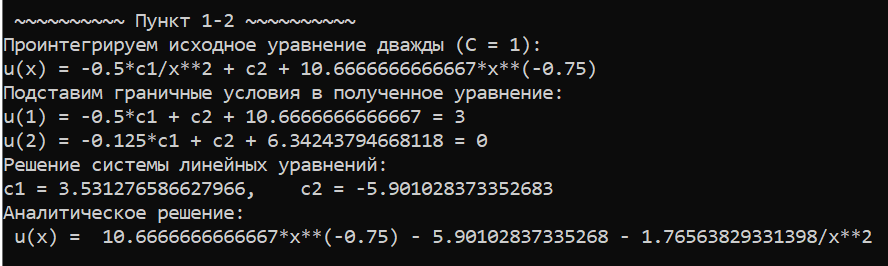 ~~~~~~~~~~ Пункт 1-2 ~~~~~~~~~~
Проинтегрируем исходное уравнение дважды (C = 1):
u(x) = -0.5*c1/x**2 + c2 + 10.6666666666667*x**(-0.75)
Подставим граничные условия в полученное уравнение:
u(1) = -0.5*c1 + c2 + 10.6666666666667 = 3
u(2) = -0.125*c1 + c2 + 6.34243794668118 = 0
Решение системы линейных уравнений:
c1 = 3.531276586627966,    c2 = -5.901028373352683
Аналитическое решение:
u(x) =  10.6666666666667*x**(-0.75) - 5.90102837335268 - 1.76563829331398/x**2